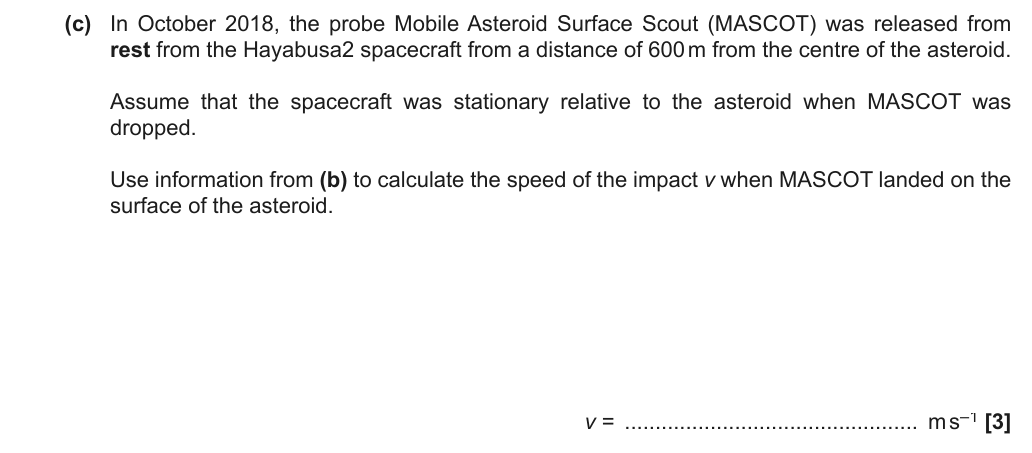 (c) In October 2018, the probe Mobile Asteroid Surface Scout (MASCOT) was released from
rest from the Hayabusa2 spacecraft from a distance of 600 m from the centre of the asteroid.
Assume that the spacecraft was stationary relative to the asteroid when MASCOT was
dropped.
Use information from (b) to calculate the speed of the impact v when MASCOT landed on the
surface of the asteroid.
v = ................................................ m s⁻¹ [3]